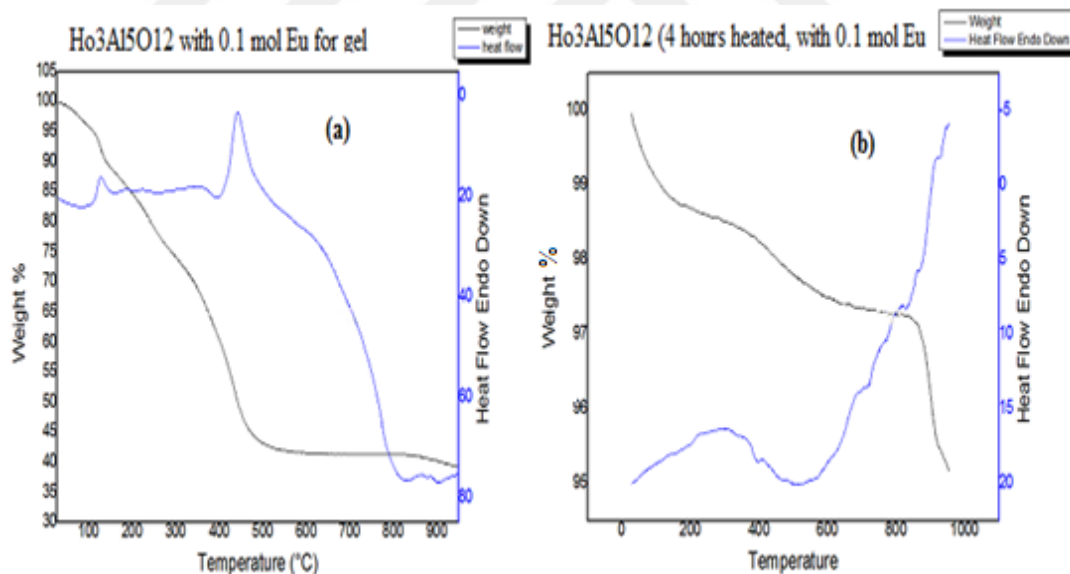 Ho3Al5O12 with 0.1 mol Eu for gel
weight
heat flow
(a)
105
100
95
90
85
80
75
70
65
60
55
50
45
40
35
30
Weight %
0
20
40
60
80
Heat Flow Endo Down
100 200 300 400 500 600 700 800 900
Temperature (°C)
Ho3Al5O12 (4 hours heated, with 0.1 mol Eu
Weight
Heat Flow Endo Down
(b)
100
99
98
97
96
95
Weight %
-5
0
5
10
15
20
Heat Flow Endo Down
0 200 400 600 800 1000
Temperature